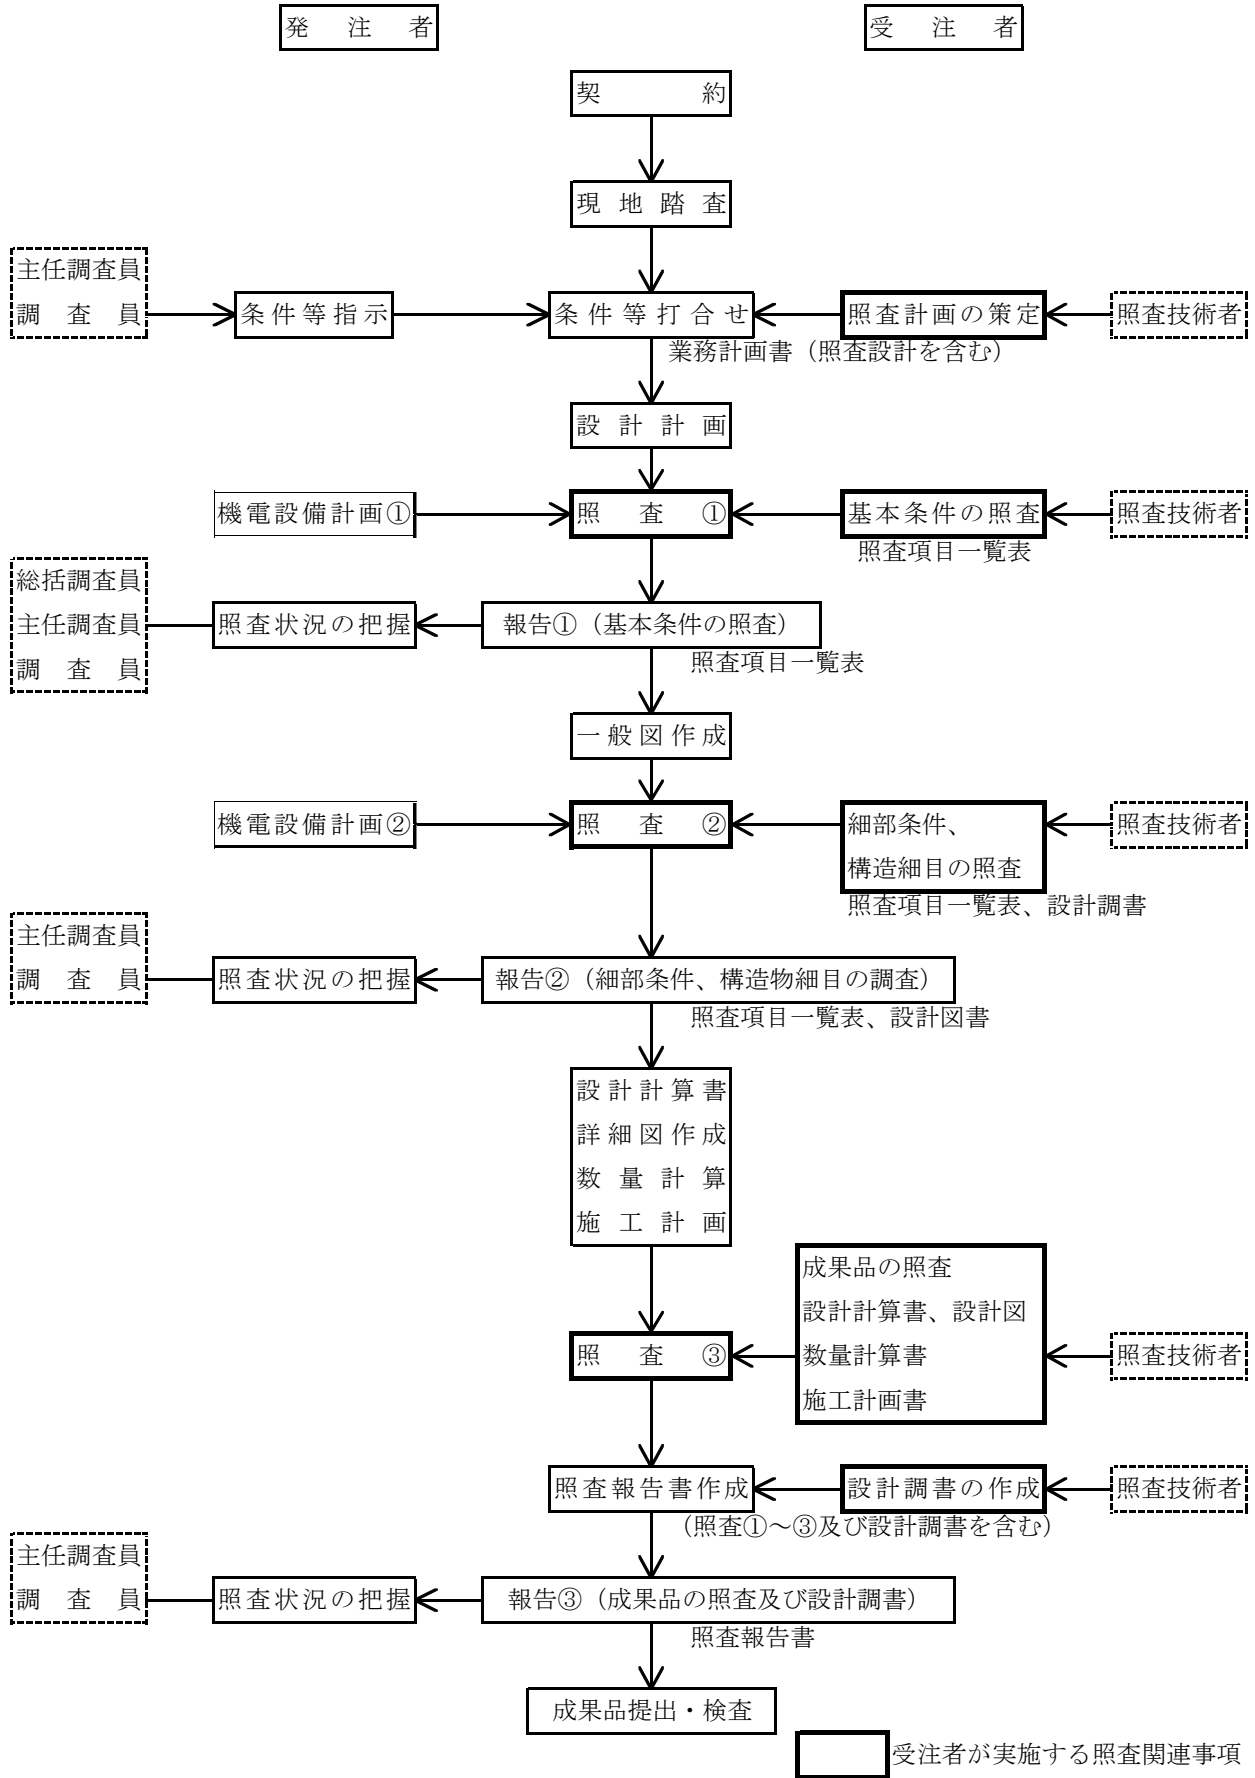 発注者
受注者
契約
現地踏査
主任調査員
調査員
条件等指示
条件等打合せ
照査計画の策定
照査技術者
業務計画書（照査設計を含む）
設計計画
機電設備計画①
照査①
基本条件の照査
照査技術者
照査項目一覧表
総括調査員
主任調査員
調査員
照査状況の把握
報告①（基本条件の照査）
照査項目一覧表
一般図作成
機電設備計画②
照査②
細部条件、
構造細目の照査
照査技術者
照査項目一覧表、設計調書
主任調査員
調査員
照査状況の把握
報告②（細部条件、構造物細目の調査）
照査項目一覧表、設計図書
設計計算書
詳細図作成
数量計算
施工計画
成果品の照査
設計計算書、設計図
数量計算書
施工計画書
照査③
照査技術者
照査報告書作成
設計調書の作成
照査技術者
（照査①～③及び設計調書を含む）
主任調査員
調査員
照査状況の把握
報告③（成果品の照査及び設計調書）
照査報告書
成果品提出・検査
受注者が実施する照査関連事項